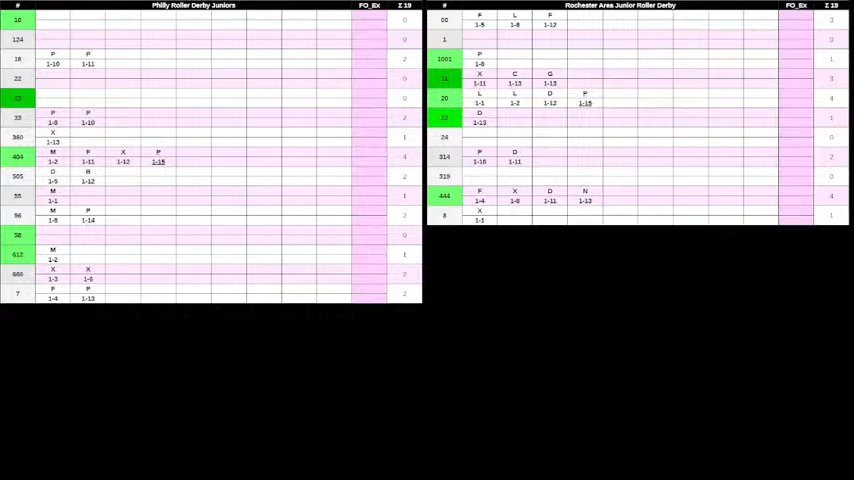 # Philly Roller Derby Juniors FO_Ex Σ 19
10 0
124 0
P P
18 2
1-10 1-11
22 0
0
P P
33 2
1-8 1-10
X
360 1
1-13
M F X P
404 4
1-2 1-11 1-12 1-15
D B
505 2
1-5 1-12
M
55 1
1-1
M P
56 2
1-8 1-14
58 0
M
612 1
1-2
X X
666 2
1-3 1-6
F P
7 2
1-4 1-13
# Rochester Area Junior Roller Derby FO_Ex Σ 19
F L F
00 3
1-5 1-8 1-12
1 0
P
1001 1
1-8
X C G
11 3
1-11 1-13 1-13
L L D P
20 4
1-1 1-2 1-12 1-15
D
22 1
1-13
24 0
P D
314 2
1-10 1-11
319 0
F X D N
444 4
1-4 1-8 1-11 1-13
X
8 1
1-1